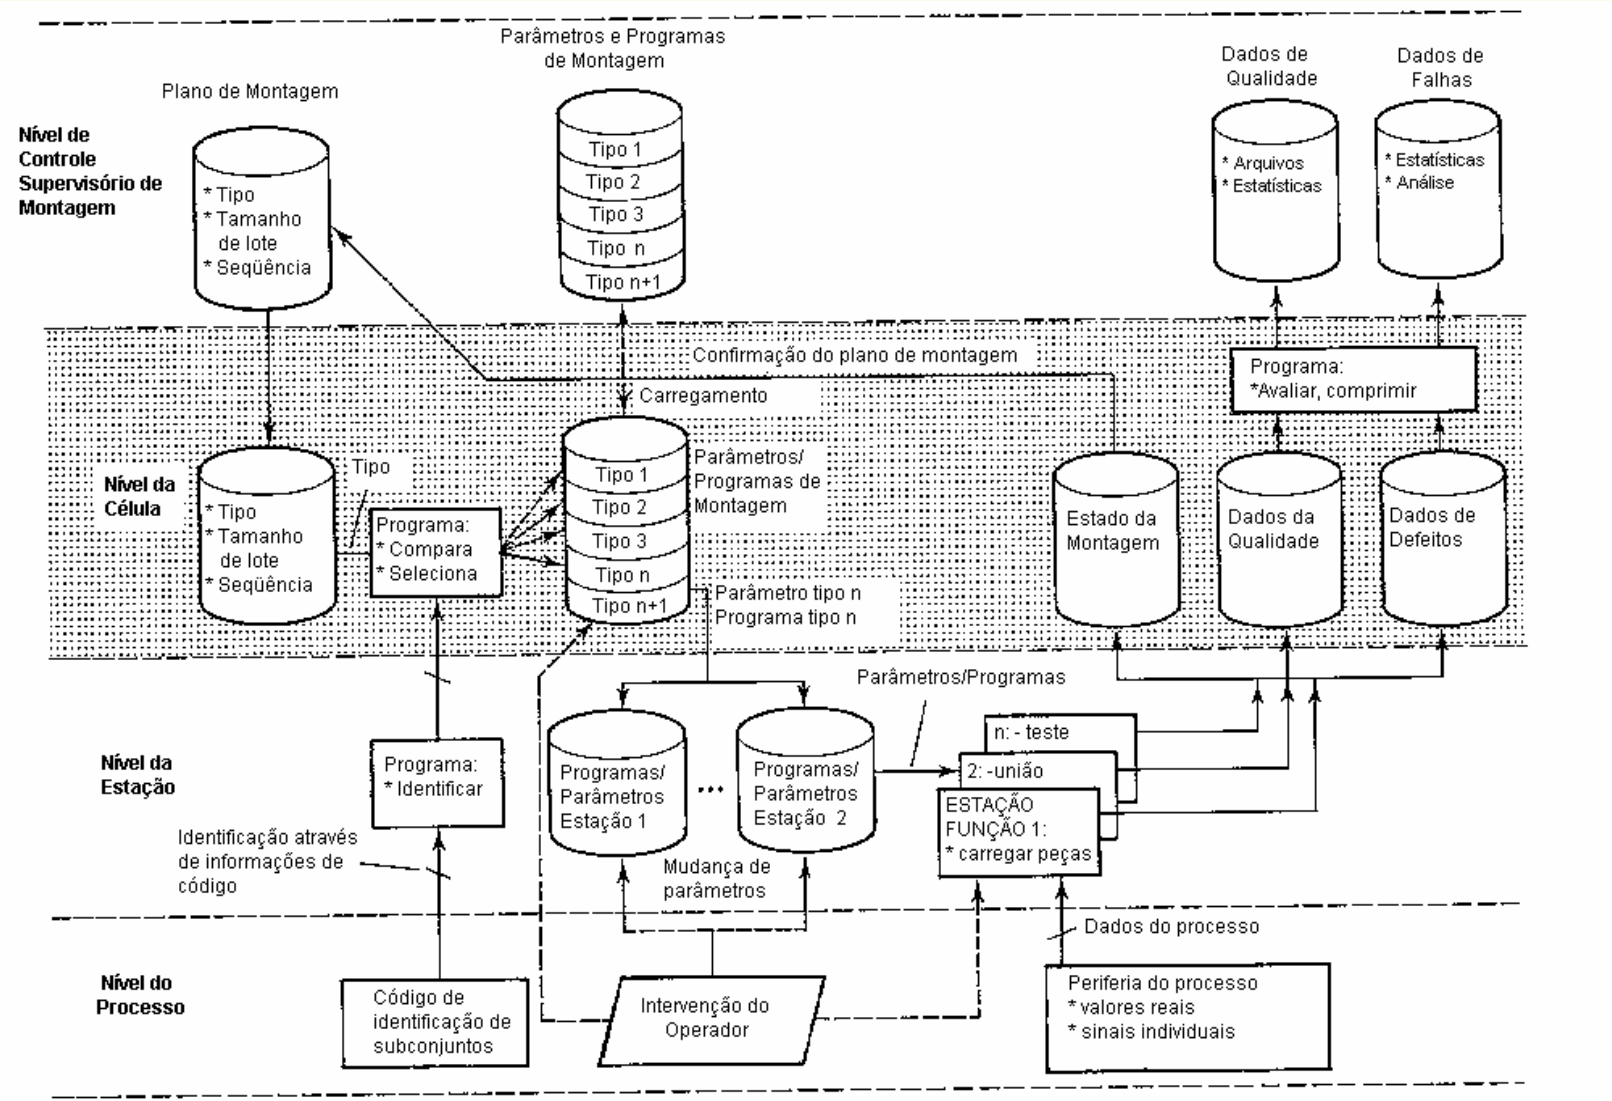 Parâmetros e Programas
de Montagem
Dados de
Qualidade
Dados de
Falhas
Plano de Montagem
Nível de
Controle
Supervisório de
Montagem
* Tipo
* Tamanho
de lote
* Seqüência
Tipo 1
Tipo 2
Tipo 3
Tipo n
Tipo n+1
* Arquivos
* Estatísticas
* Estatísticas
* Análise
Confirmação do plano de montagem
Carregamento
Programa:
*Avaliar, comprimir
Nível da
Célula
* Tipo
* Tamanho
de lote
* Seqüência
Tipo
Programa:
* Compara
* Seleciona
Tipo 1
Tipo 2
Tipo 3
Tipo n
Tipo n+1
Parâmetros/
Programas de
Montagem
Parâmetro tipo n
Programa tipo n
Estado da
Montagem
Dados da
Qualidade
Dados de
Defeitos
Nível da
Estação
Programa:
* Identificar
Identificação através
de informações de
código
Programas/
Parâmetros
Estação 1
...
Programas/
Parâmetros
Estação 2
Mudança de
parâmetros
Parâmetros/Programas
n: - teste
2: -união
ESTAÇÃO
FUNÇÃO 1:
* carregar peças
Nível do
Processo
Código de
identificação de
subconjuntos
Intervenção do
Operador
Dados do processo
Periferia do processo
* valores reais
* sinais individuais